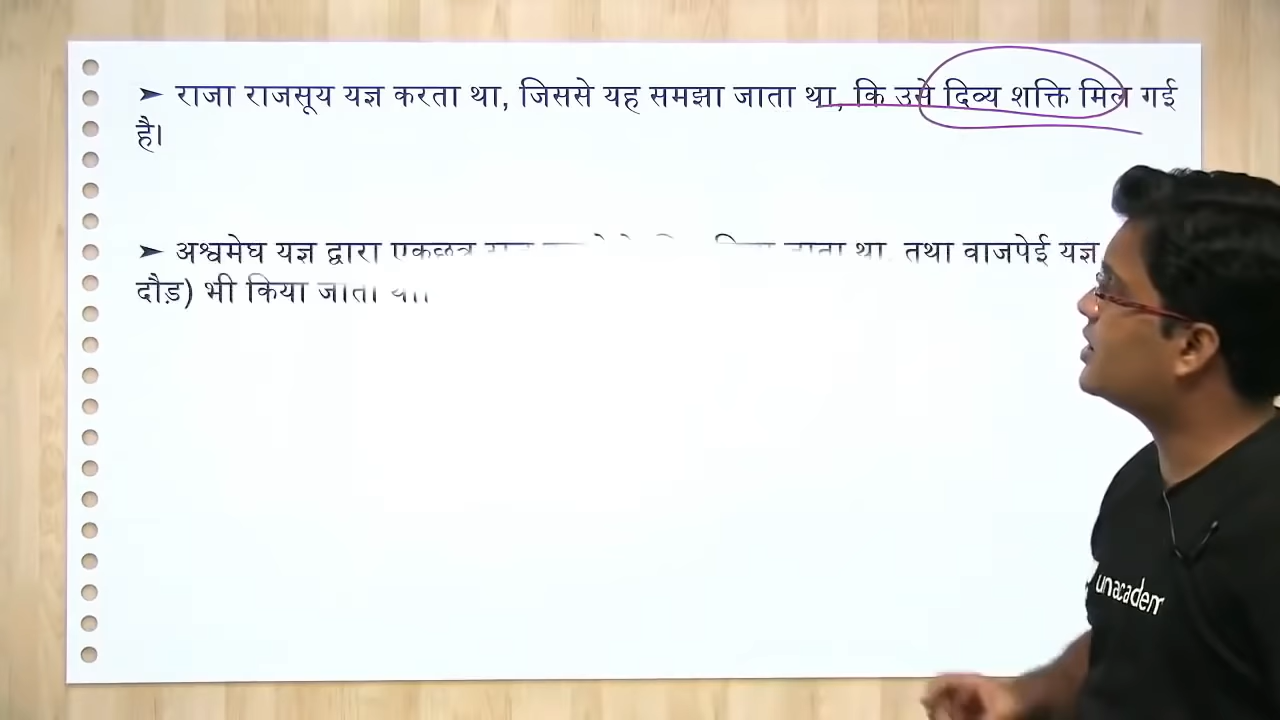 ➤ राजा राजसूय यज्ञ करता था, जिससे यह समझा जाता था, कि उसे दिव्य शक्ति मिल गई
है।
➤ अश्वमेघ यज्ञ द्वारा एकछत्र जाता था, तथा वाजपेई यज्ञ
दौड़) भी किया जाता था।
unacadem